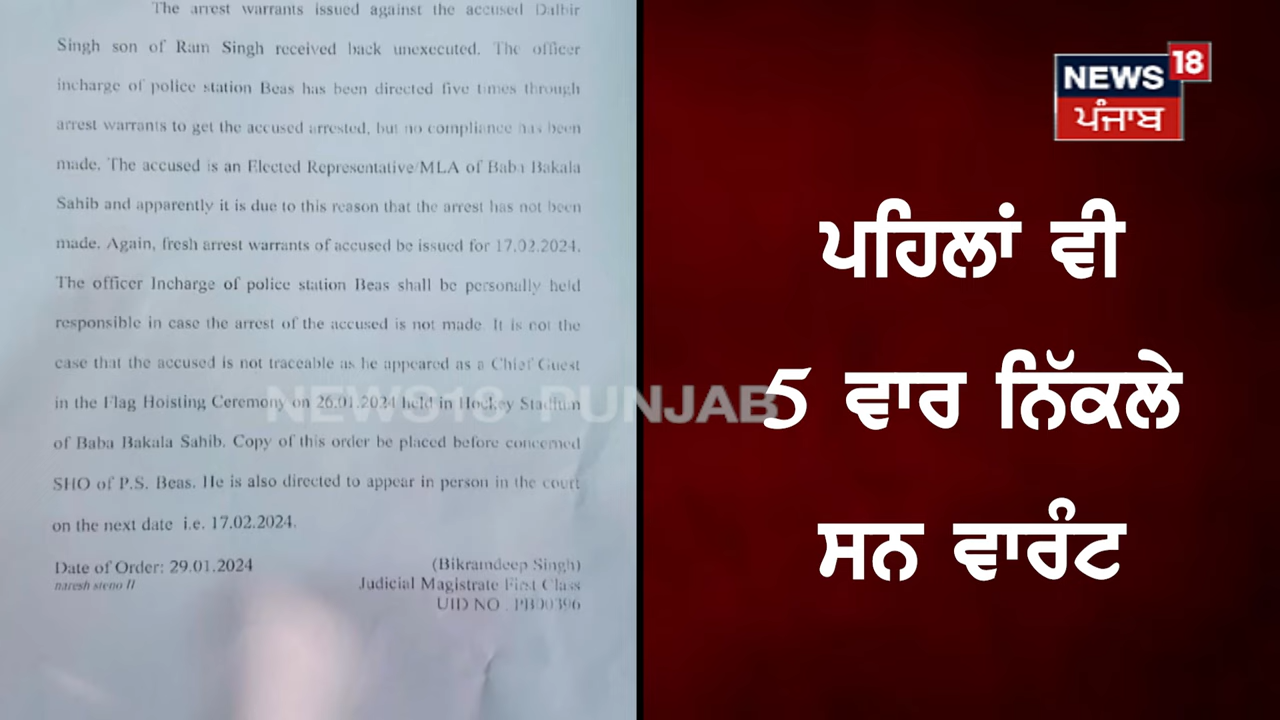 The arrest warrants issued against the accused Dalbir
Singh son of Ram Singh received back unexecuted. The officer
incharge of police station Beas has been directed five times through
arrest warrants to get the accused arrested, but no compliance has been
made. The accused is an Elected Representative/MLA of Baba Bakala
Sahib and apparently it is due to this reason that the arrest has not been
made. Again, fresh arrest warrants of accused be issued for 17.02.2024.
The officer Incharge of police station Beas shall be personally held
responsible in case the arrest of the accused is not made. It is not the
case that the accused is not traceable as he appeared as a Chief Guest
in the Flag Hoisting Ceremony on 26.01.2024 held in Hockey Stadium
of Baba Bakala Sahib. Copy of this order be placed before concerned
SHO of P.S. Beas. He is also directed to appear in person in the court
on the next date i.e. 17.02.2024.
Date of Order: 29.01.2024
naresh steno II
(Bikramdeep Singh)
Judicial Magistrate First Class
UID NO. PB00396
NEWS18 PUNJAB
NEWS 18
ਪੰਜਾਬ
ਪਹਿਲਾਂ ਵੀ
5 ਵਾਰ ਨਿੱਕਲੇ
ਸਨ ਵਾਰੰਟ